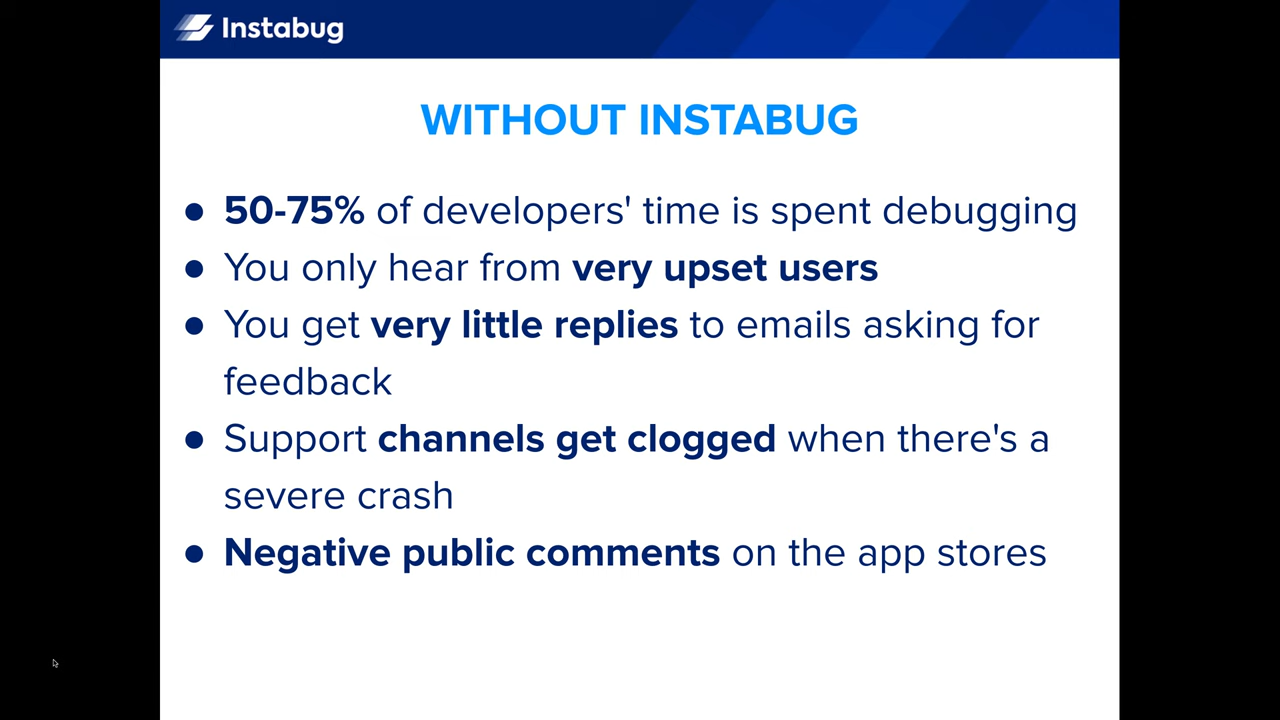 Instabug
WITHOUT INSTABUG
● 50-75% of developers' time is spent debugging
● You only hear from very upset users
● You get very little replies to emails asking for
feedback
● Support channels get clogged when there's a
severe crash
● Negative public comments on the app stores